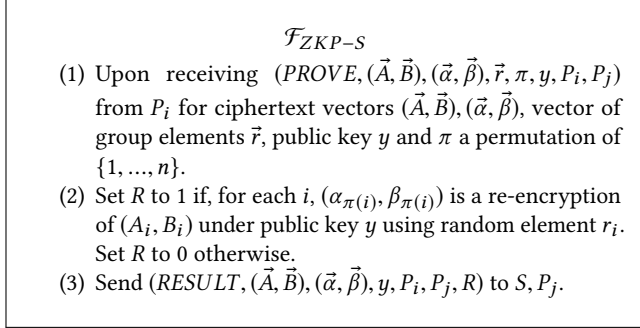 ℱ_{ZKP−S}
(1) Upon receiving (PROVE, (A⃗, B⃗), (α⃗, β⃗), r⃗, π, y, P_i, P_j)
from P_i for ciphertext vectors (A⃗, B⃗), (α⃗, β⃗), vector of
group elements r⃗, public key y and π a permutation of
{1, ..., n}.
(2) Set R to 1 if, for each i, (α_{π(i)}, β_{π(i)}) is a re-encryption
of (A_i, B_i) under public key y using random element r_i.
Set R to 0 otherwise.
(3) Send (RESULT, (A⃗, B⃗), (α⃗, β⃗), y, P_i, P_j, R) to S, P_j.